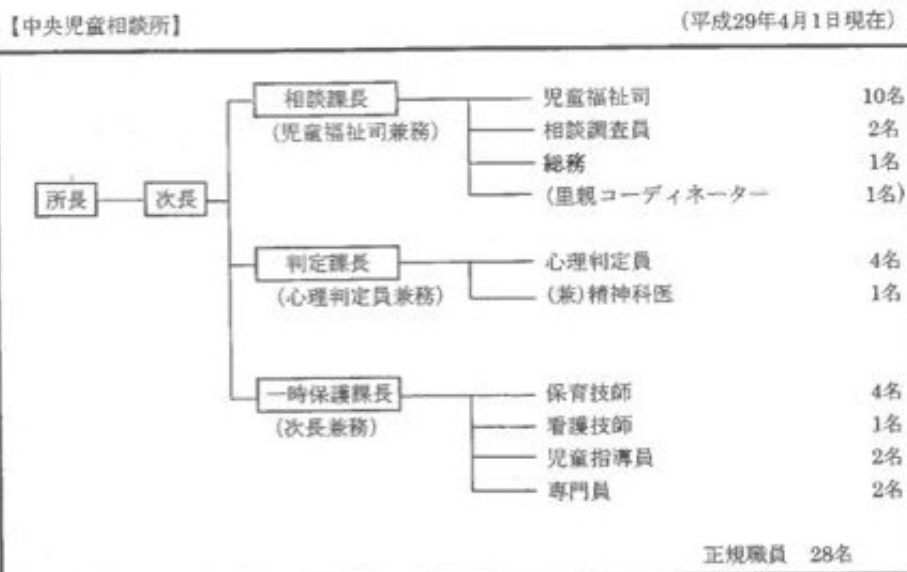 【中央児童相談所】 (平成29年4月1日現在)
相談課長 児童福祉司 10名
(児童福祉司兼務) 相談調査員 2名
総務 1名
所長 次長 (里親コーディネーター 1名)
判定課長 心理判定員 4名
(心理判定員兼務) (兼)精神科医 1名
一時保護課長 保育技師 4名
(次長兼務) 看護技師 1名
児童指導員 2名
専門員 2名
正規職員 28名